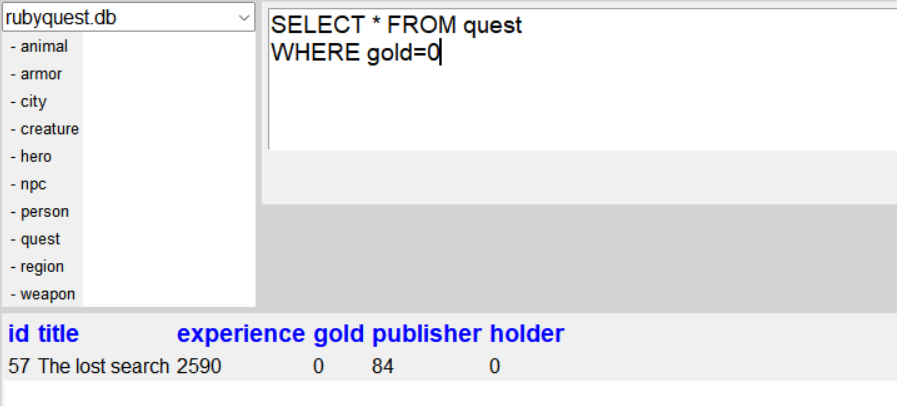 rubyquest.db
- animal
- armor
- city
- creature
- hero
- npc
- person
- quest
- region
- weapon
SELECT * FROM quest
WHERE gold=0
id title experience gold publisher holder
57 The lost search 2590 0 84 0